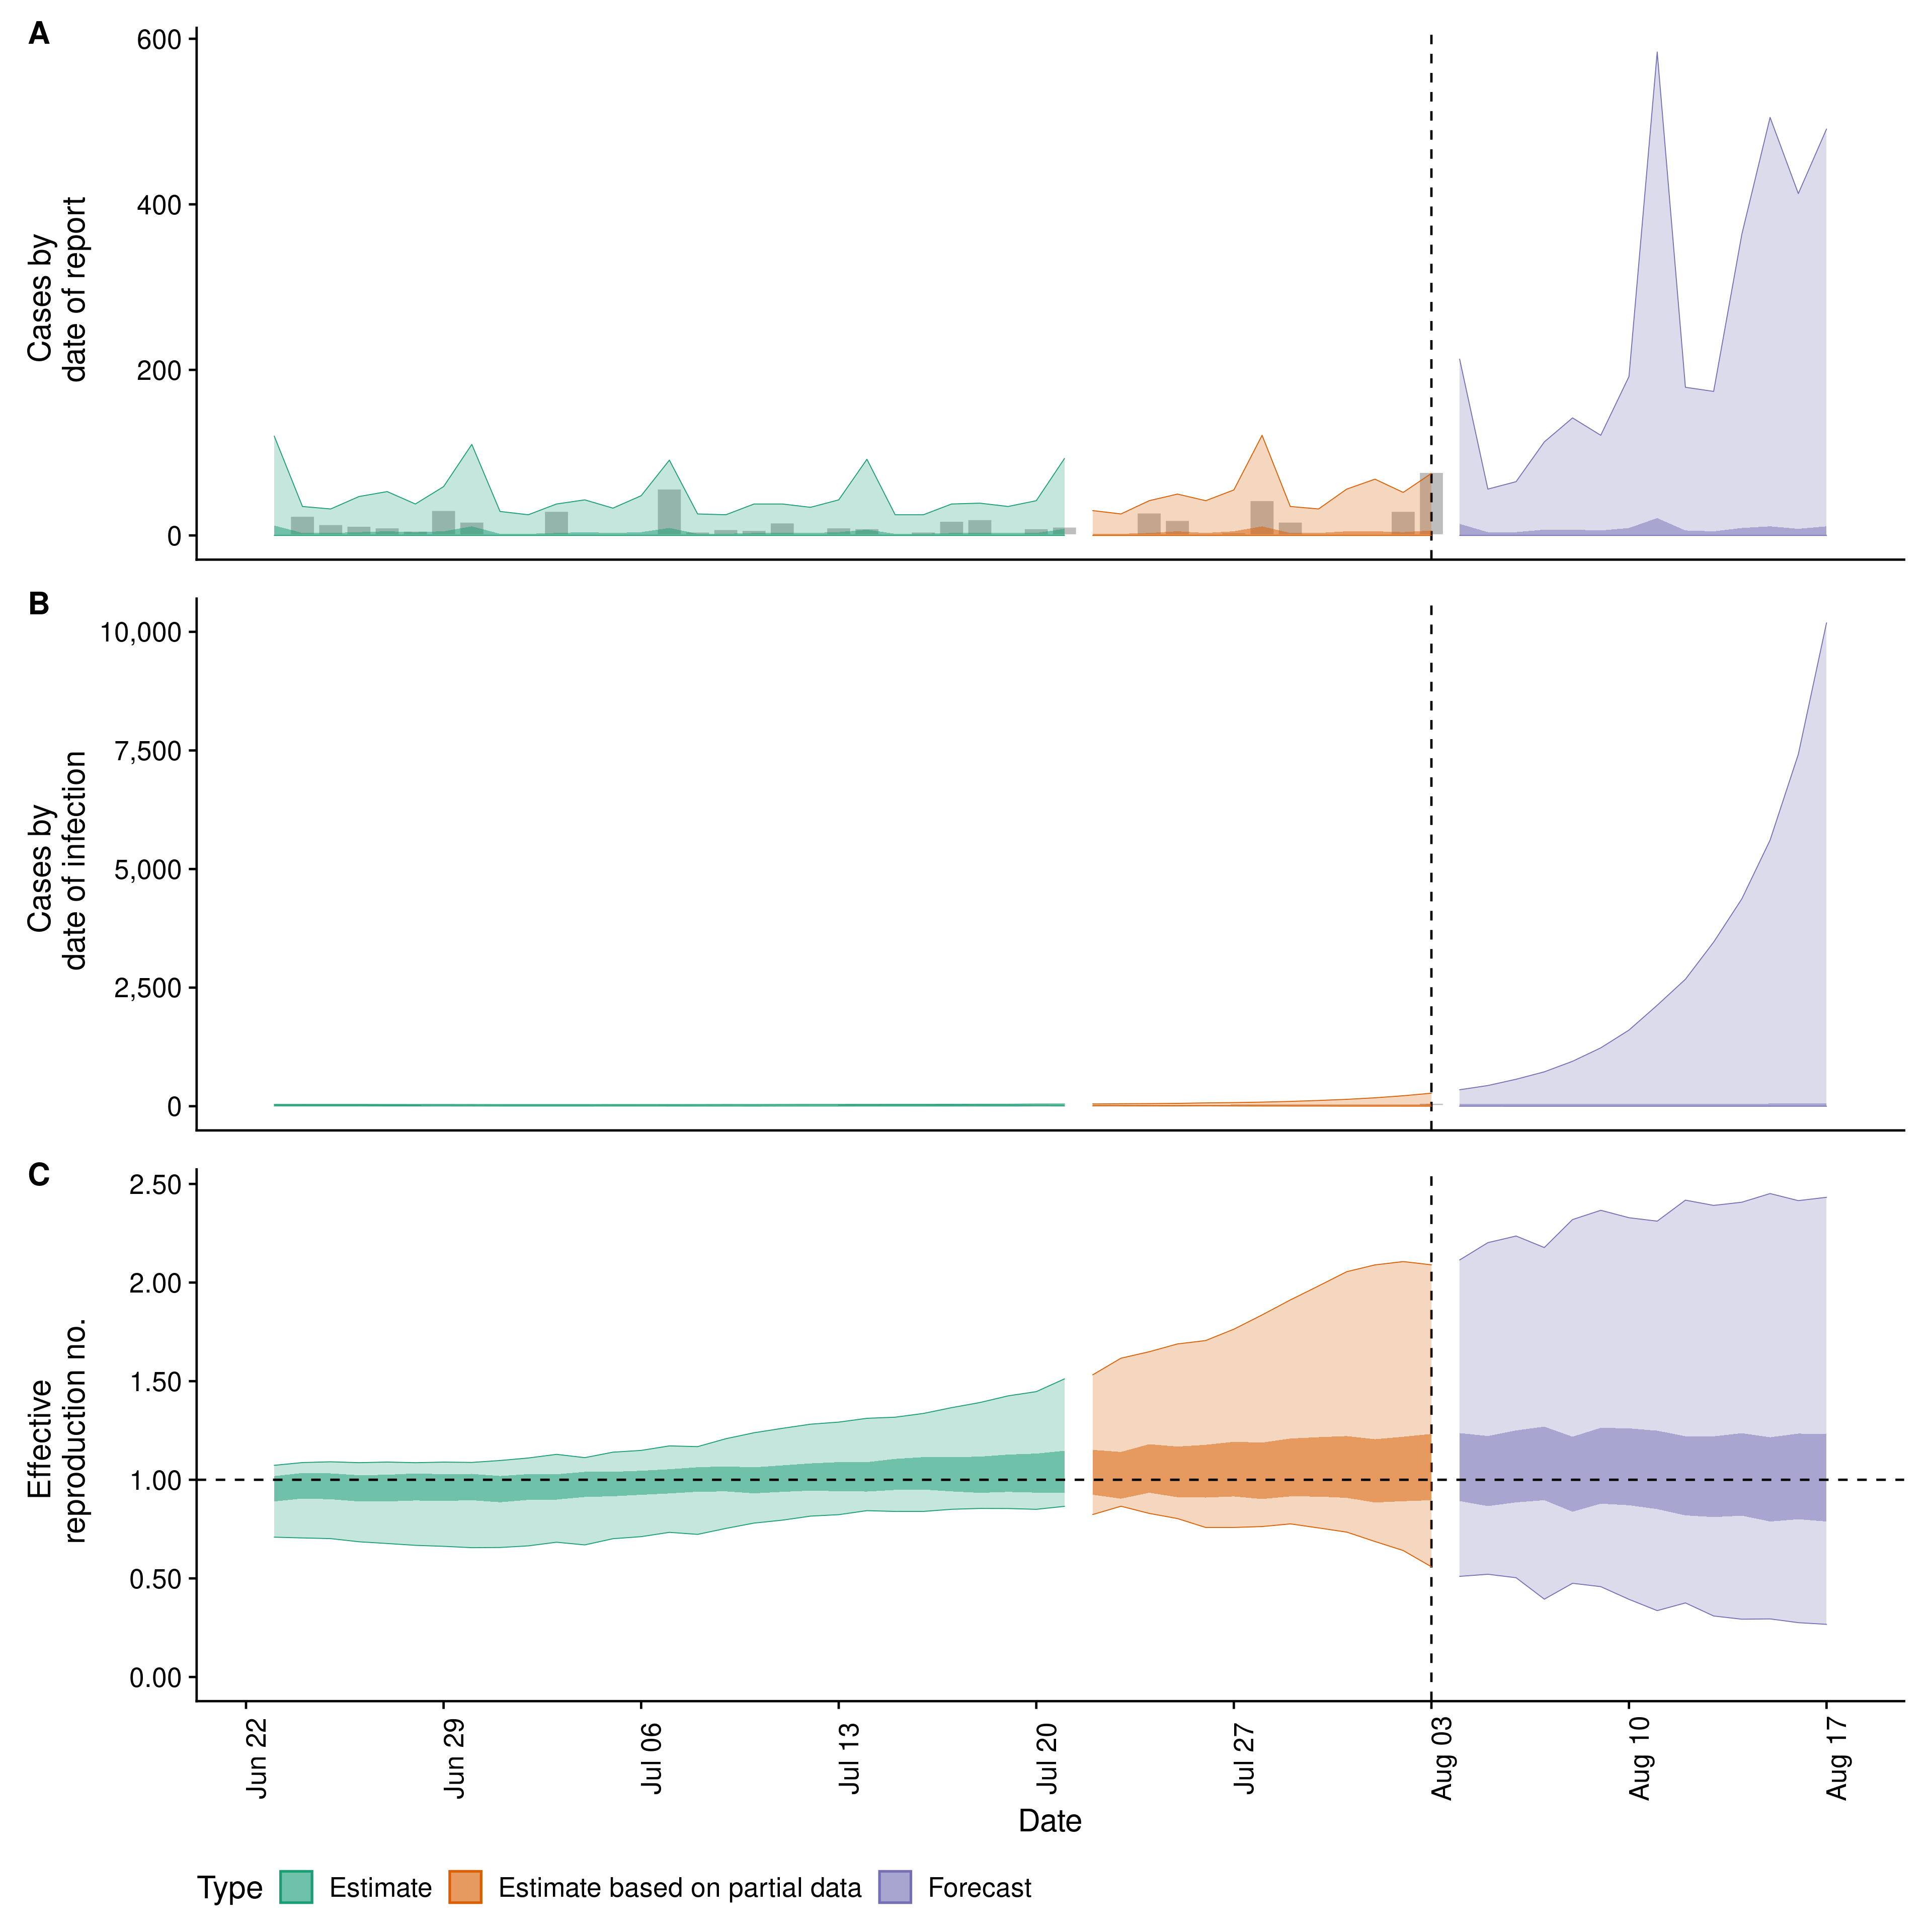 A
600
400
200
0
Cases by
date of report
B
10,000
7,500
5,000
2,500
0
Cases by
date of infection
C
2.50
2.00
1.50
1.00
0.50
0.00
Effective
reproduction no.
Jun 22
Jun 29
Jul 06
Jul 13
Jul 20
Jul 27
Aug 03
Aug 10
Aug 17
Date
Type Estimate Estimate based on partial data Forecast